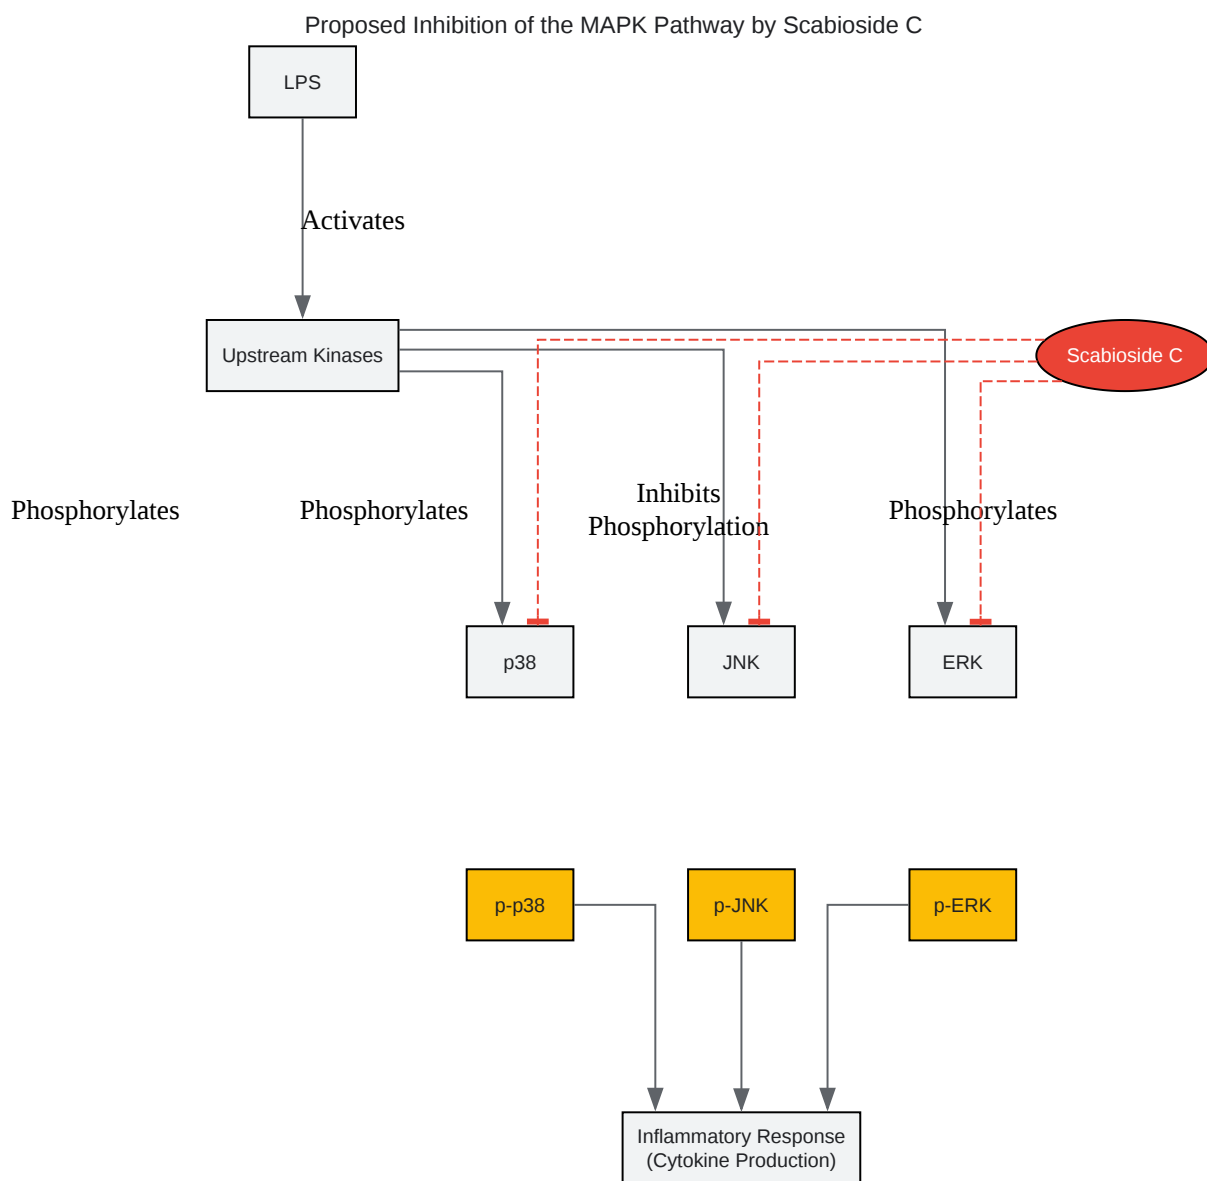 Proposed Inhibition of the MAPK Pathway by Scabioside C
LPS
Activates
Upstream Kinases
Scabioside C
Phosphorylates
Phosphorylates
Inhibits
Phosphorylation
Phosphorylates
p38
JNK
ERK
p-p38
p-JNK
p-ERK
Inflammatory Response
(Cytokine Production)